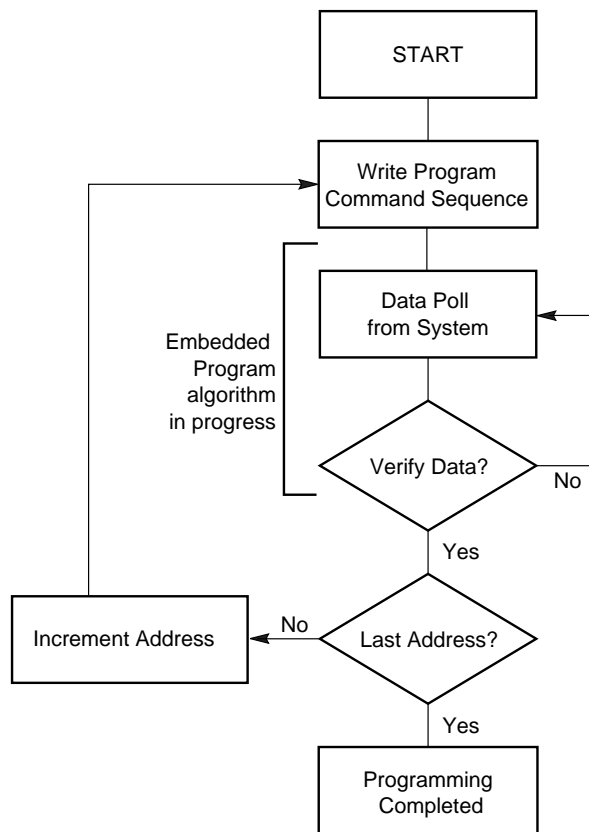 START
Write Program
Command Sequence
Data Poll
from System
Embedded
Program
algorithm
in progress
Verify Data?
No
Yes
Last Address?
No
Increment Address
Yes
Programming
Completed